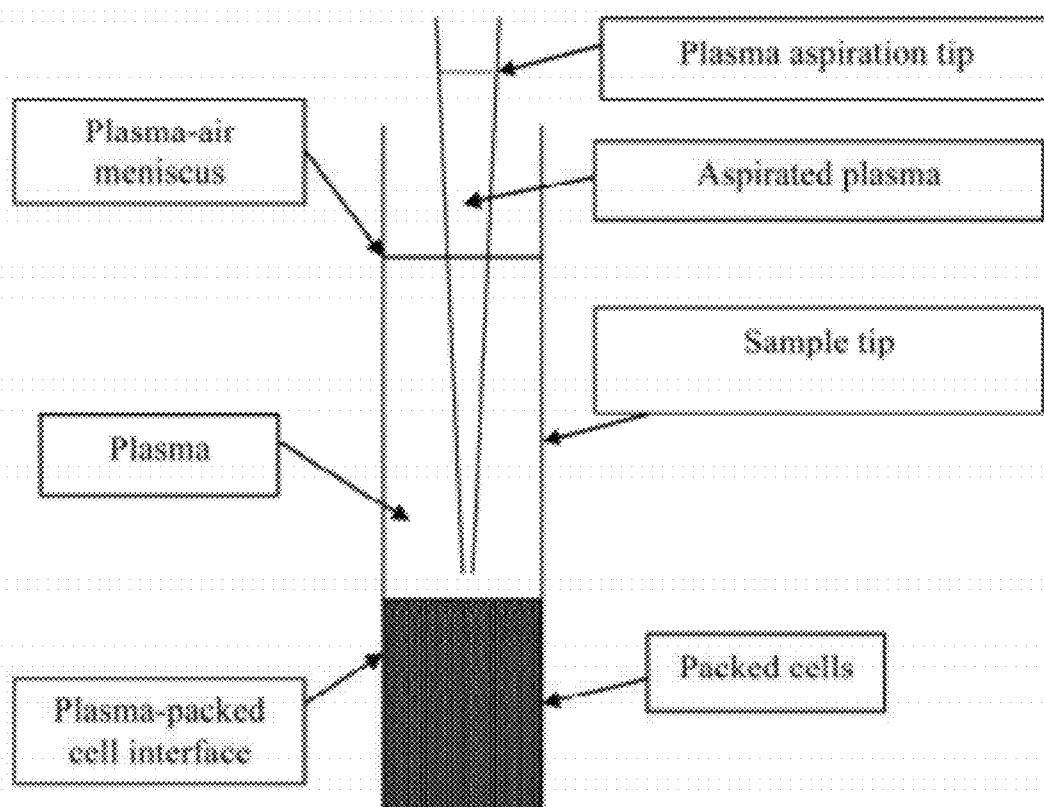 Plasma aspiration tip
Plasma-air
meniscus
Aspirated plasma
Sample tip
Plasma
Packed cells
Plasma-packed
cell interface